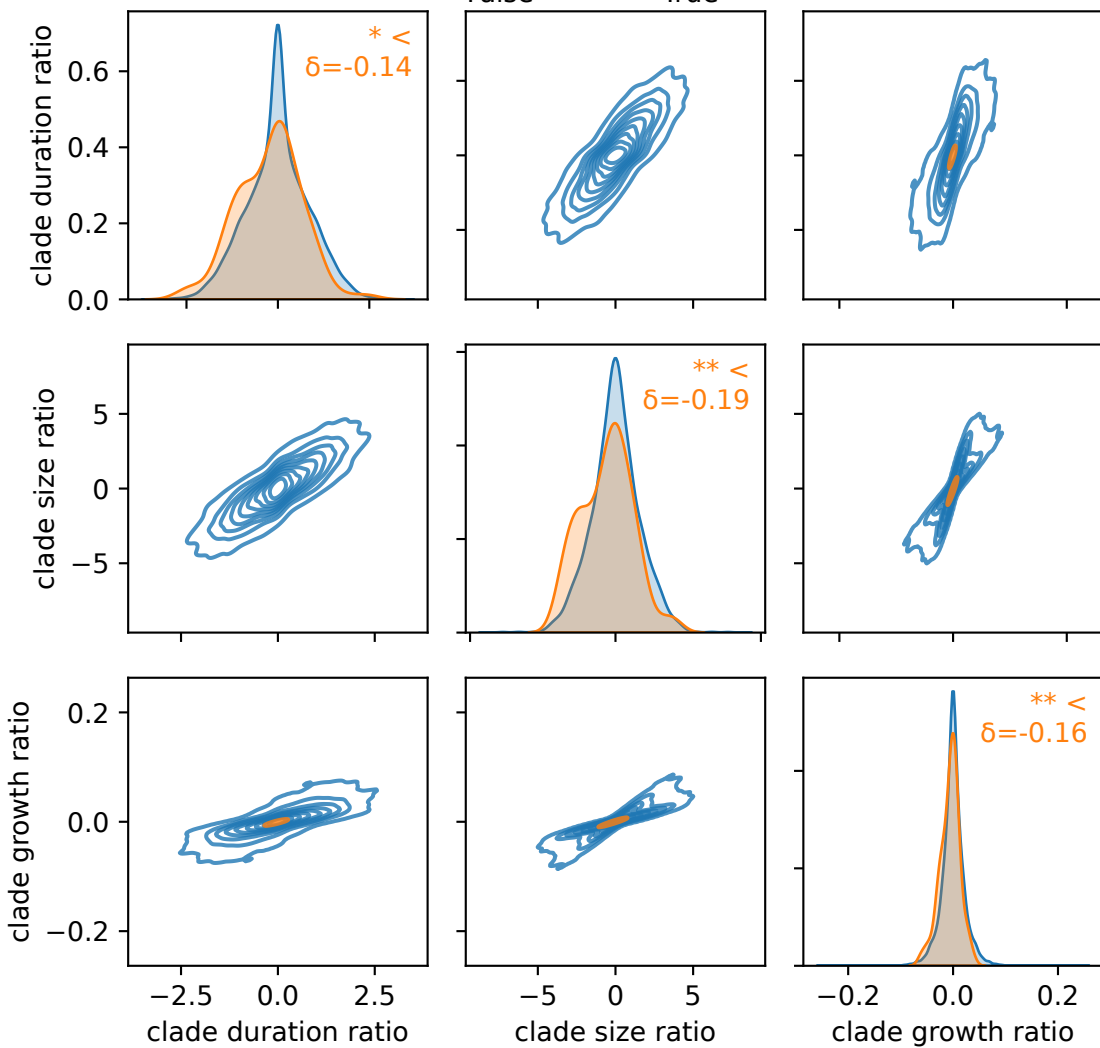 * <
δ=-0.14
clade duration ratio
0.6
0.4
0.2
0.0
** <
δ=-0.19
clade size ratio
5
0
−5
** <
δ=-0.16
clade growth ratio
0.2
0.0
−0.2
−2.5 0.0 2.5
−5 0 5
−0.2 0.0 0.2
clade duration ratio
clade size ratio
clade growth ratio